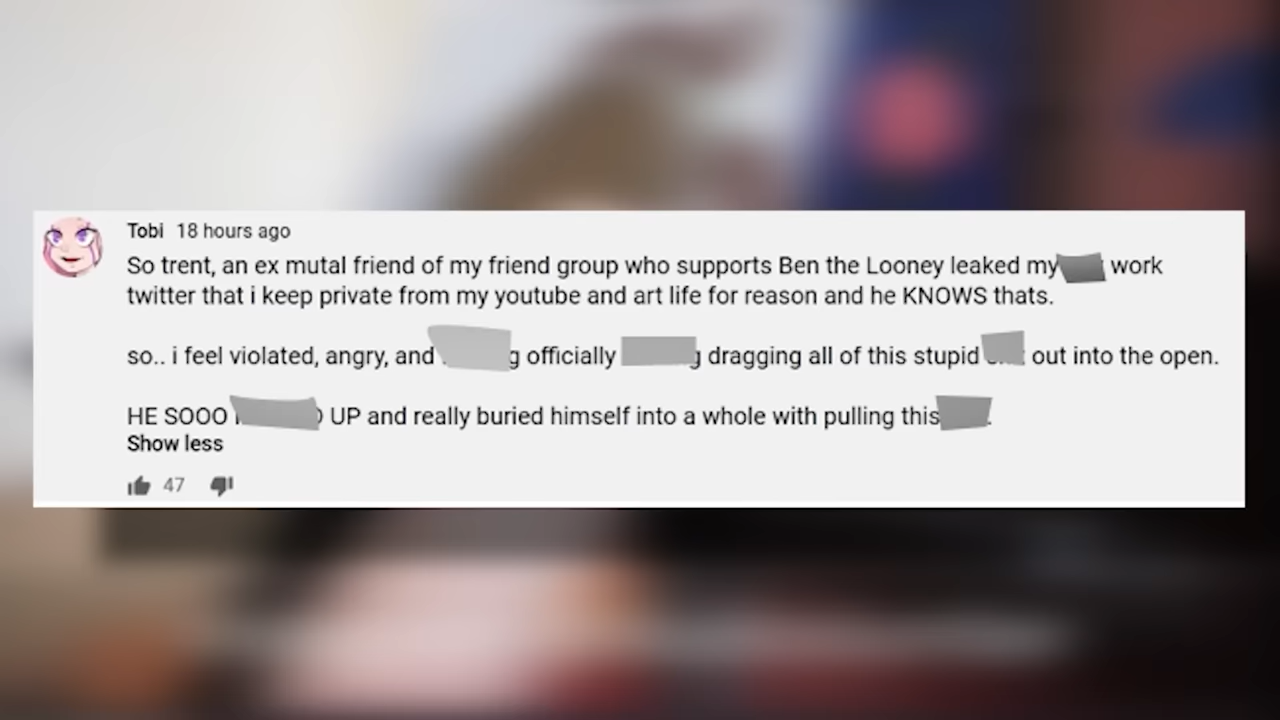 Tobi 18 hours ago
So trent, an ex mutal friend of my friend group who supports Ben the Looney leaked my work
twitter that i keep private from my youtube and art life for reason and he KNOWS thats.
so.. i feel violated, angry, and officially dragging all of this stupid out into the open.
HE SOOO UP and really buried himself into a whole with pulling this .
Show less
47